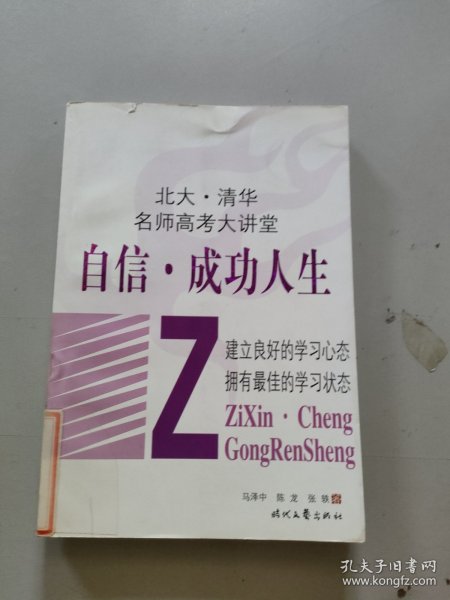 北大·清华
名师高考大讲堂
自信·成功人生
Z
建立良好的学习心态
拥有最佳的学习状态
ZiXin · Cheng
GongRenSheng
马泽中 陈龙 张轶
时代文艺出版社
孔夫子旧书网
www.kongfz.com